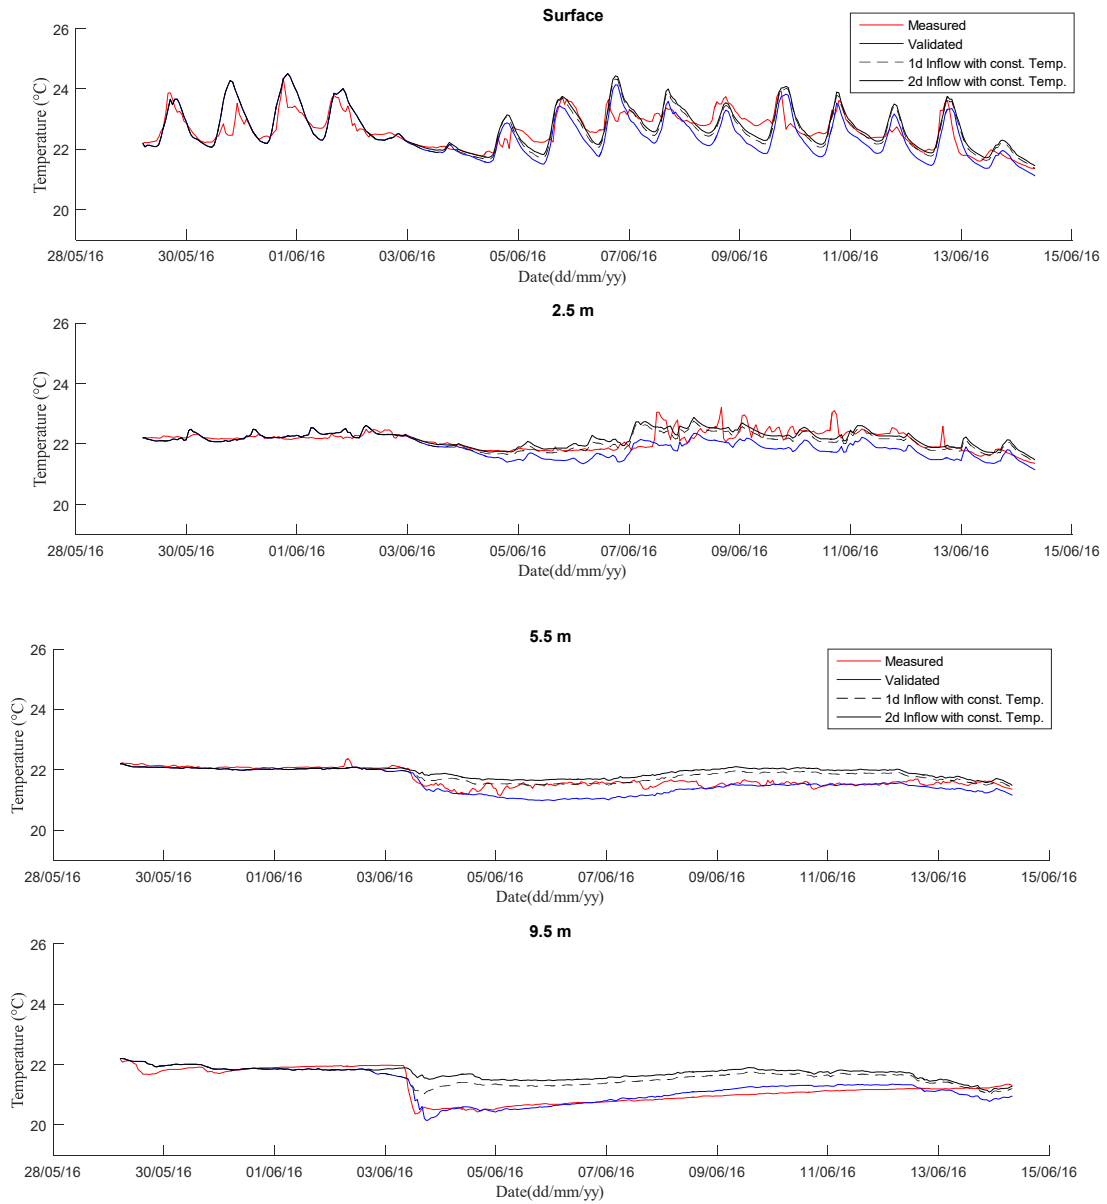 Surface
Measured
Validated
1d Inflow with const. Temp.
2d Inflow with const. Temp.
Temperature (°C)
26
24
22
20
28/05/16 30/05/16 01/06/16 03/06/16 05/06/16 07/06/16 09/06/16 11/06/16 13/06/16 15/06/16
Date(dd/mm/yy)
2.5 m
Temperature (°C)
26
24
22
20
28/05/16 30/05/16 01/06/16 03/06/16 05/06/16 07/06/16 09/06/16 11/06/16 13/06/16 15/06/16
Date(dd/mm/yy)
5.5 m
Measured
Validated
1d Inflow with const. Temp.
2d Inflow with const. Temp.
Temperature (°C)
26
24
22
20
28/05/16 30/05/16 01/06/16 03/06/16 05/06/16 07/06/16 09/06/16 11/06/16 13/06/16 15/06/16
Date(dd/mm/yy)
9.5 m
Temperature (°C)
26
24
22
20
28/05/16 30/05/16 01/06/16 03/06/16 05/06/16 07/06/16 09/06/16 11/06/16 13/06/16 15/06/16
Date(dd/mm/yy)